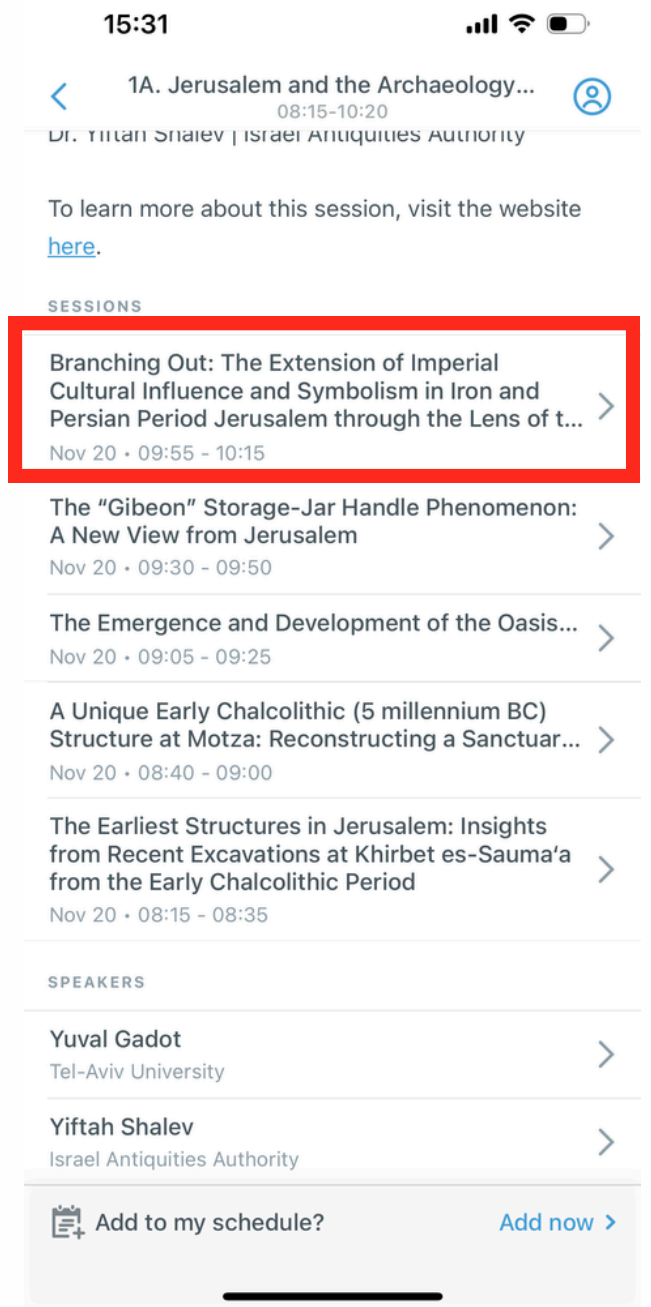 15:31
1A. Jerusalem and the Archaeology...
08:15-10:20
Dr. Yiftah Shalev | Israel Antiquities Authority
To learn more about this session, visit the website
here.
SESSIONS
Branching Out: The Extension of Imperial
Cultural Influence and Symbolism in Iron and
Persian Period Jerusalem through the Lens of t...
Nov 20 • 09:55 - 10:15
The “Gibeon” Storage-Jar Handle Phenomenon:
A New View from Jerusalem
Nov 20 • 09:30 - 09:50
The Emergence and Development of the Oasis...
Nov 20 • 09:05 - 09:25
A Unique Early Chalcolithic (5 millennium BC)
Structure at Motza: Reconstructing a Sanctuar...
Nov 20 • 08:40 - 09:00
The Earliest Structures in Jerusalem: Insights
from Recent Excavations at Khirbet es-Sauma‘a
from the Early Chalcolithic Period
Nov 20 • 08:15 - 08:35
SPEAKERS
Yuval Gadot
Tel-Aviv University
Yiftah Shalev
Israel Antiquities Authority
Add to my schedule?
Add now